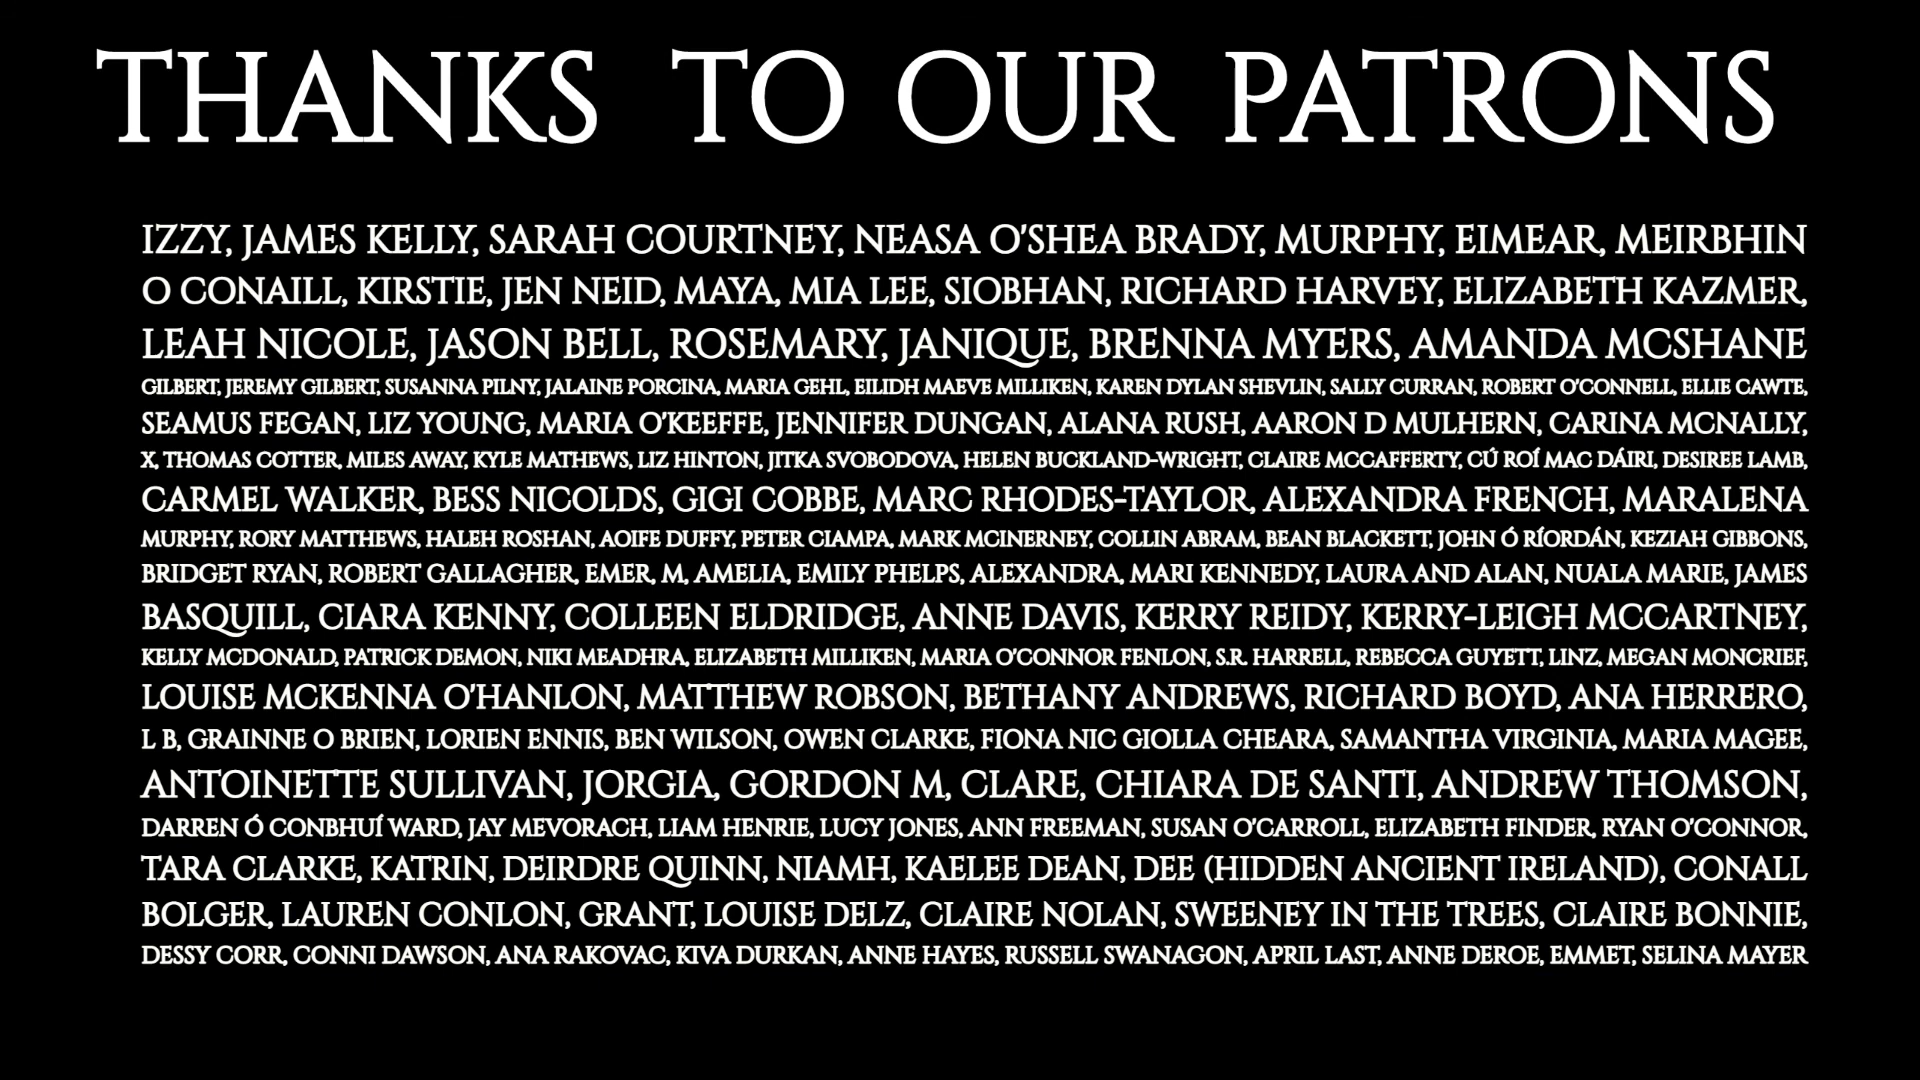 THANKS TO OUR PATRONS
IZZY, JAMES KELLY, SARAH COURTNEY, NEASA O'SHEA BRADY, MURPHY, EIMEAR, MEIRBHIN
O CONAILL, KIRSTIE, JEN NEID, MAYA, MIA LEE, SIOBHAN, RICHARD HARVEY, ELIZABETH KAZMER,
LEAH NICOLE, JASON BELL, ROSEMARY, JANIQUE, BRENNA MYERS, AMANDA MCSHANE
GILBERT, JEREMY GILBERT, SUSANNA PILNY, JALAINE PORCINA, MARIA GEHL, EILIDH MAEVE MILLIKEN, KAREN DYLAN SHEVLIN, SALLY CURRAN, ROBERT O'CONNELL, ELLIE CAWTE,
SEAMUS FEGAN, LIZ YOUNG, MARIA O'KEEFFE, JENNIFER DUNGAN, ALANA RUSH, AARON D MULHERN, CARINA MCNALLY,
X, THOMAS COTTER, MILES AWAY, KYLE MATHEWS, LIZ HINTON, JITKA SVOBODOVA, HELEN BUCKLAND-WRIGHT, CLAIRE MCCAFFERTY, CÚ ROÍ MAC DÁIRI, DESIREE LAMB,
CARMEL WALKER, BESS NICOLDS, GIGI COBBE, MARC RHODES-TAYLOR, ALEXANDRA FRENCH, MARALENA
MURPHY, RORY MATTHEWS, HALEH ROSHAN, AOIFE DUFFY, PETER CIAMPA, MARK MCINERNEY, COLLIN ABRAM, BEAN BLACKETT, JOHN Ó RÍORDÁN, KEZIAH GIBBONS,
BRIDGET RYAN, ROBERT GALLAGHER, EMER, M, AMELIA, EMILY PHELPS, ALEXANDRA, MARI KENNEDY, LAURA AND ALAN, NUALA MARIE, JAMES
BASQUILL, CIARA KENNY, COLLEEN ELDRIDGE, ANNE DAVIS, KERRY REIDY, KERRY-LEIGH MCCARTNEY,
KELLY MCDONALD, PATRICK DEMON, NIKI MEADHRA, ELIZABETH MILLIKEN, MARIA O'CONNOR FENLON, S.R. HARRELL, REBECCA GUYETT, LINZ, MEGAN MONCRIEF,
LOUISE MCKENNA O'HANLON, MATTHEW ROBSON, BETHANY ANDREWS, RICHARD BOYD, ANA HERRERO,
L B, GRAINNE O BRIEN, LORIEN ENNIS, BEN WILSON, OWEN CLARKE, FIONA NIC GIOLLA CHEARA, SAMANTHA VIRGINIA, MARIA MAGEE,
ANTOINETTE SULLIVAN, JORGIA, GORDON M, CLARE, CHIARA DE SANTI, ANDREW THOMSON,
DARREN Ó CONBHUÍ WARD, JAY MEVORACH, LIAM HENRIE, LUCY JONES, ANN FREEMAN, SUSAN O'CARROLL, ELIZABETH FINDER, RYAN O'CONNOR,
TARA CLARKE, KATRIN, DEIRDRE QUINN, NIAMH, KAELEE DEAN, DEE (HIDDEN ANCIENT IRELAND), CONALL
BOLGER, LAUREN CONLON, GRANT, LOUISE DELZ, CLAIRE NOLAN, SWEENEY IN THE TREES, CLAIRE BONNIE,
DESSY CORR, CONNI DAWSON, ANA RAKOVAC, KIVA DURKAN, ANNE HAYES, RUSSELL SWANAGON, APRIL LAST, ANNE DEROE, EMMET, SELINA MAYER